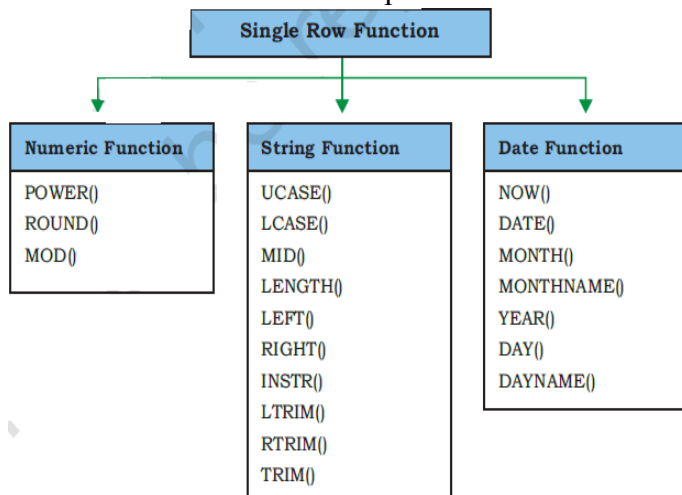 Single Row Function
Numeric Function
POWER()
ROUND()
MOD()
String Function
UCASE()
LCASE()
MID()
LENGTH()
LEFT()
RIGHT()
INSTR()
LTRIM()
RTRIM()
TRIM()
Date Function
NOW()
DATE()
MONTH()
MONTHNAME()
YEAR()
DAY()
DAYNAME()